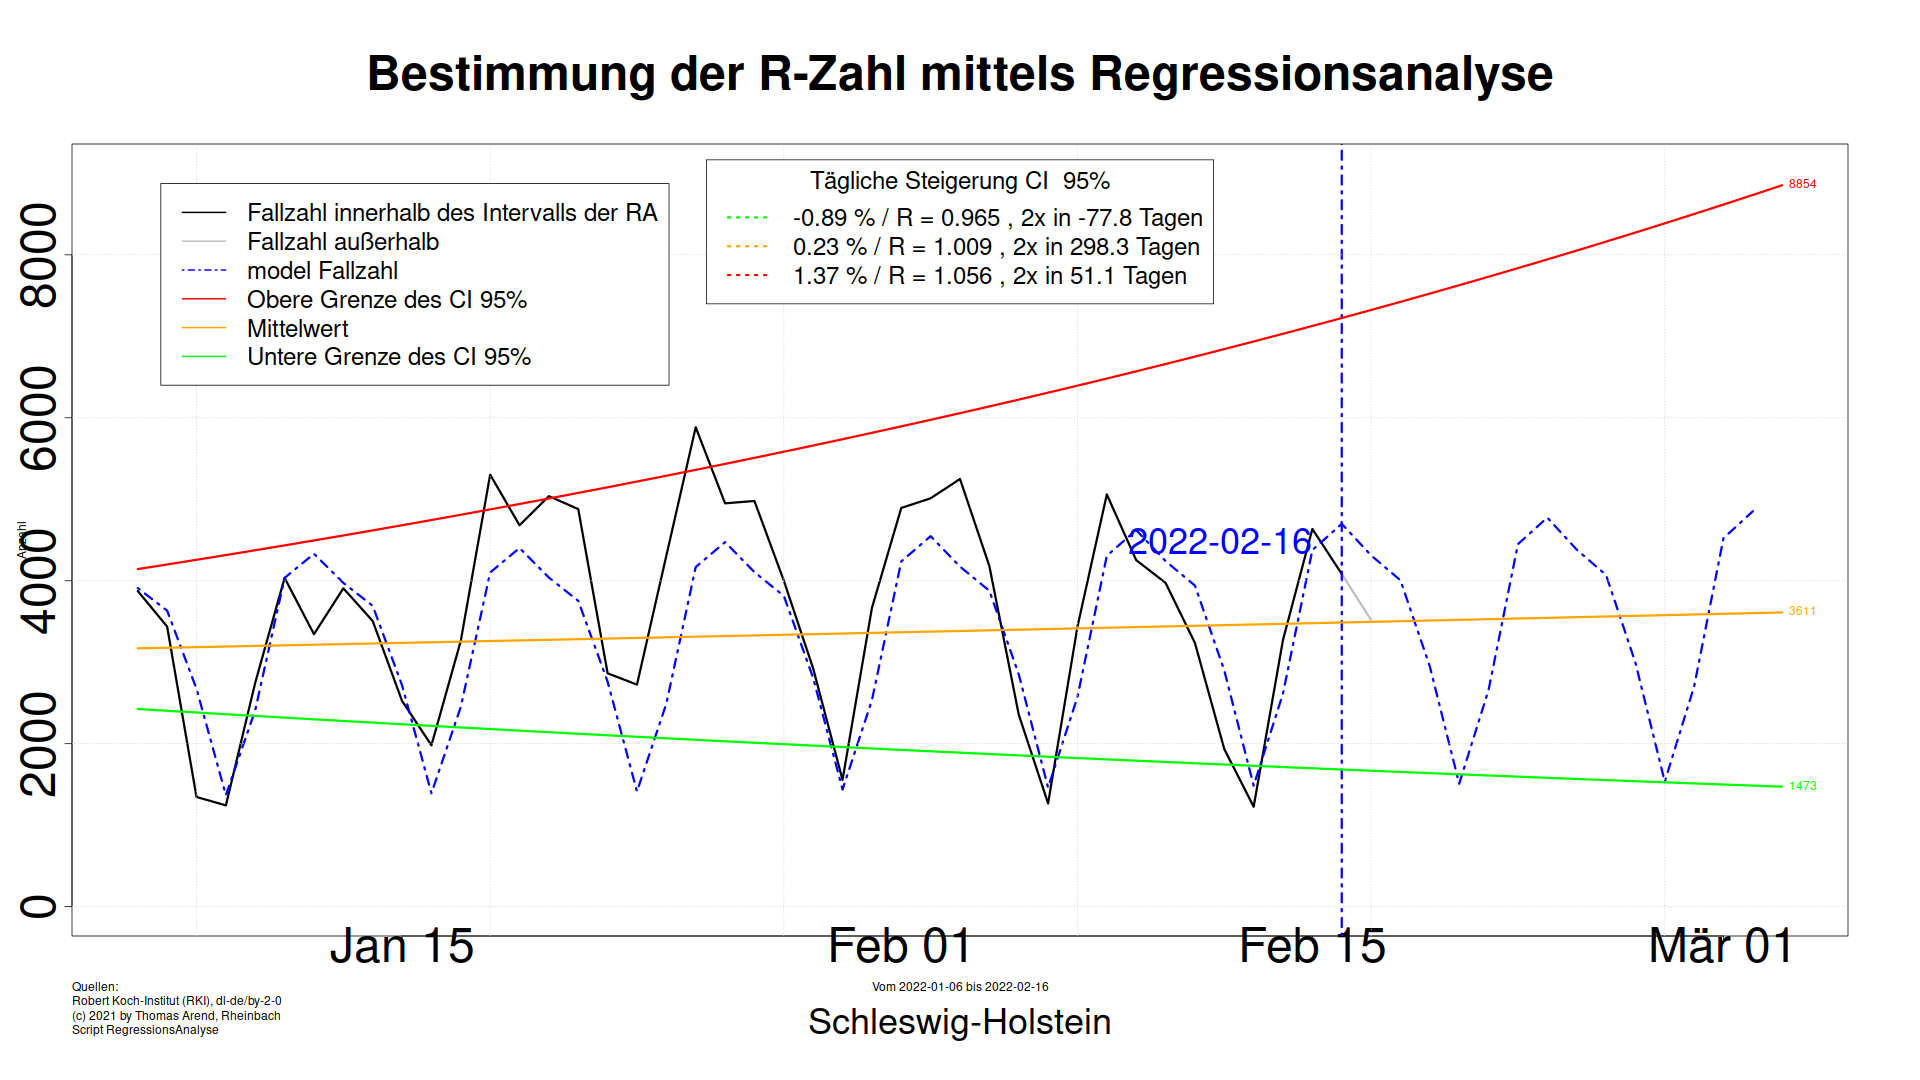 Bestimmung der R-Zahl mittels Regressionsanalyse
Fallzahl innerhalb des Intervalls der RA
Fallzahl außerhalb
model Fallzahl
Obere Grenze des CI 95%
Mittelwert
Untere Grenze des CI 95%
Tägliche Steigerung CI  95%
-0.89 % / R = 0.965 , 2x in -77.8 Tagen
0.23 % / R = 1.009 , 2x in 298.3 Tagen
1.37 % / R = 1.056 , 2x in 51.1 Tagen
8854
3611
1473
2022-02-16
Anzahl
8000
6000
4000
2000
0
Jan 15
Feb 01
Feb 15
Mär 01
Vom 2022-01-06 bis 2022-02-16
Schleswig-Holstein
Quellen:
Robert Koch-Institut (RKI), dl-de/by-2-0
(c) 2021 by Thomas Arend, Rheinbach
Script RegressionsAnalyse